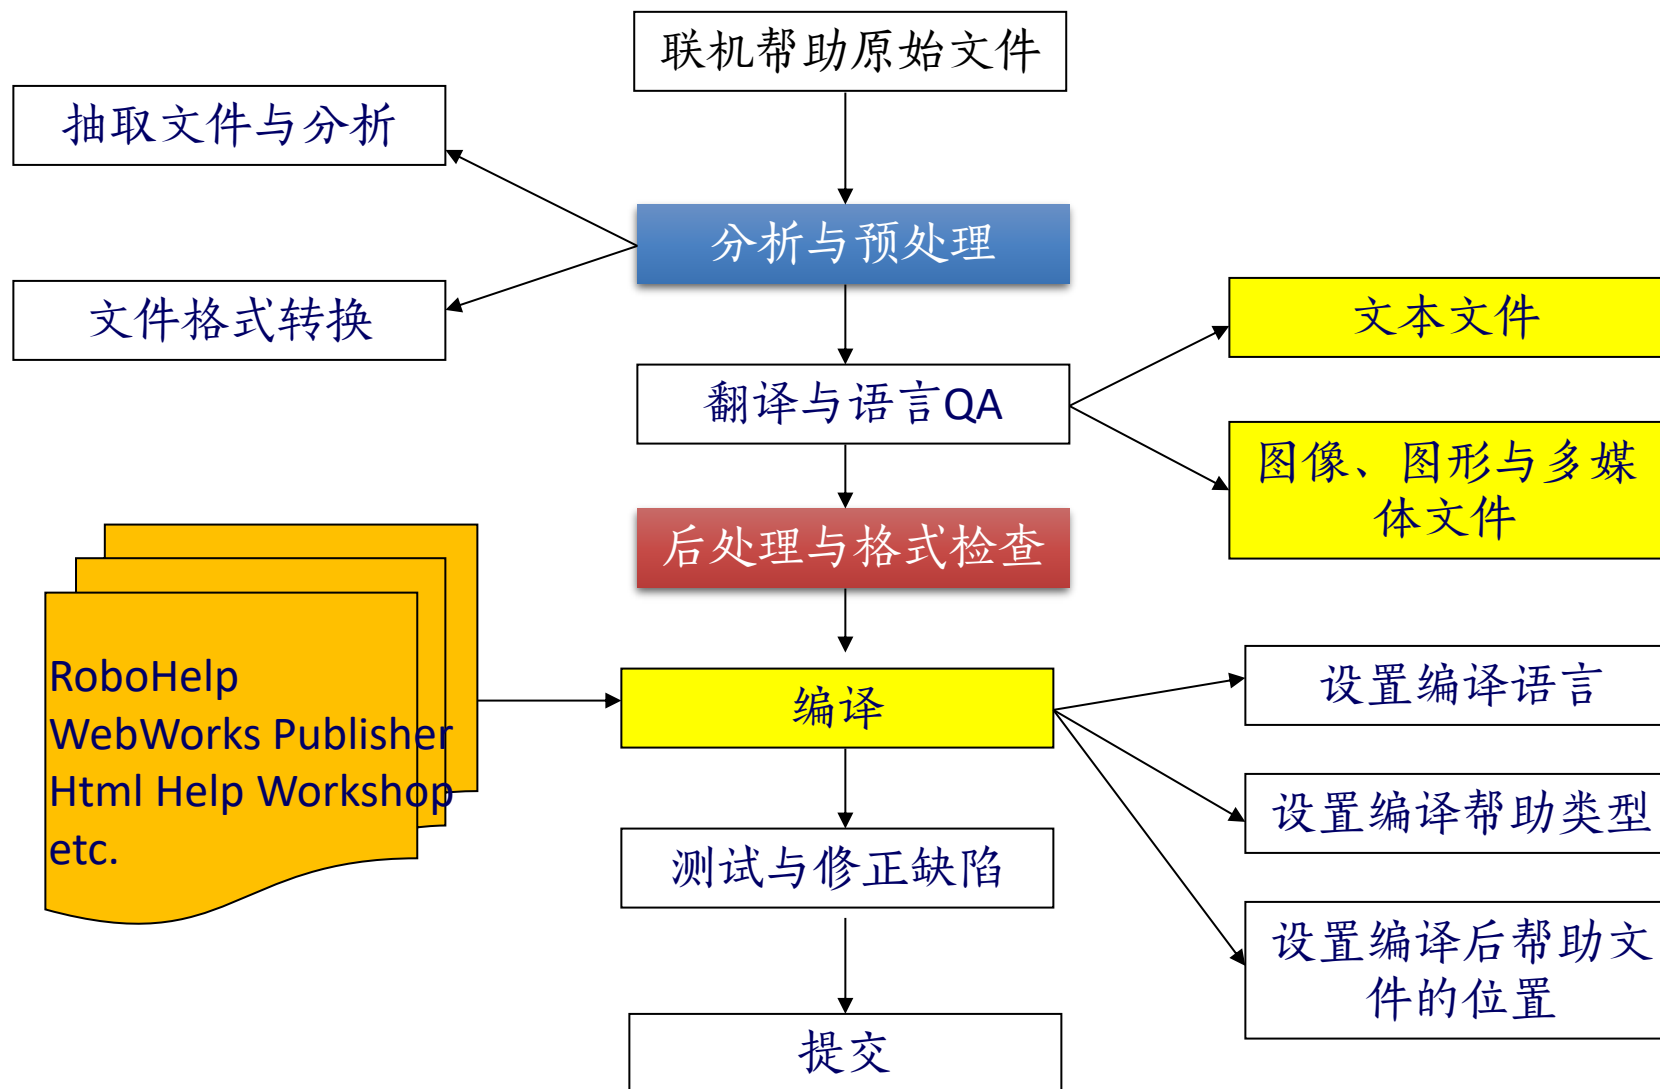 联机帮助原始文件
抽取文件与分析
分析与预处理
文件格式转换
文本文件
翻译与语言QA
图像、图形与多媒
体文件
后处理与格式检查
RoboHelp
WebWorks Publisher
Html Help Workshop
etc.
编译
设置编译语言
设置编译帮助类型
测试与修正缺陷
设置编译后帮助文
件的位置
提交